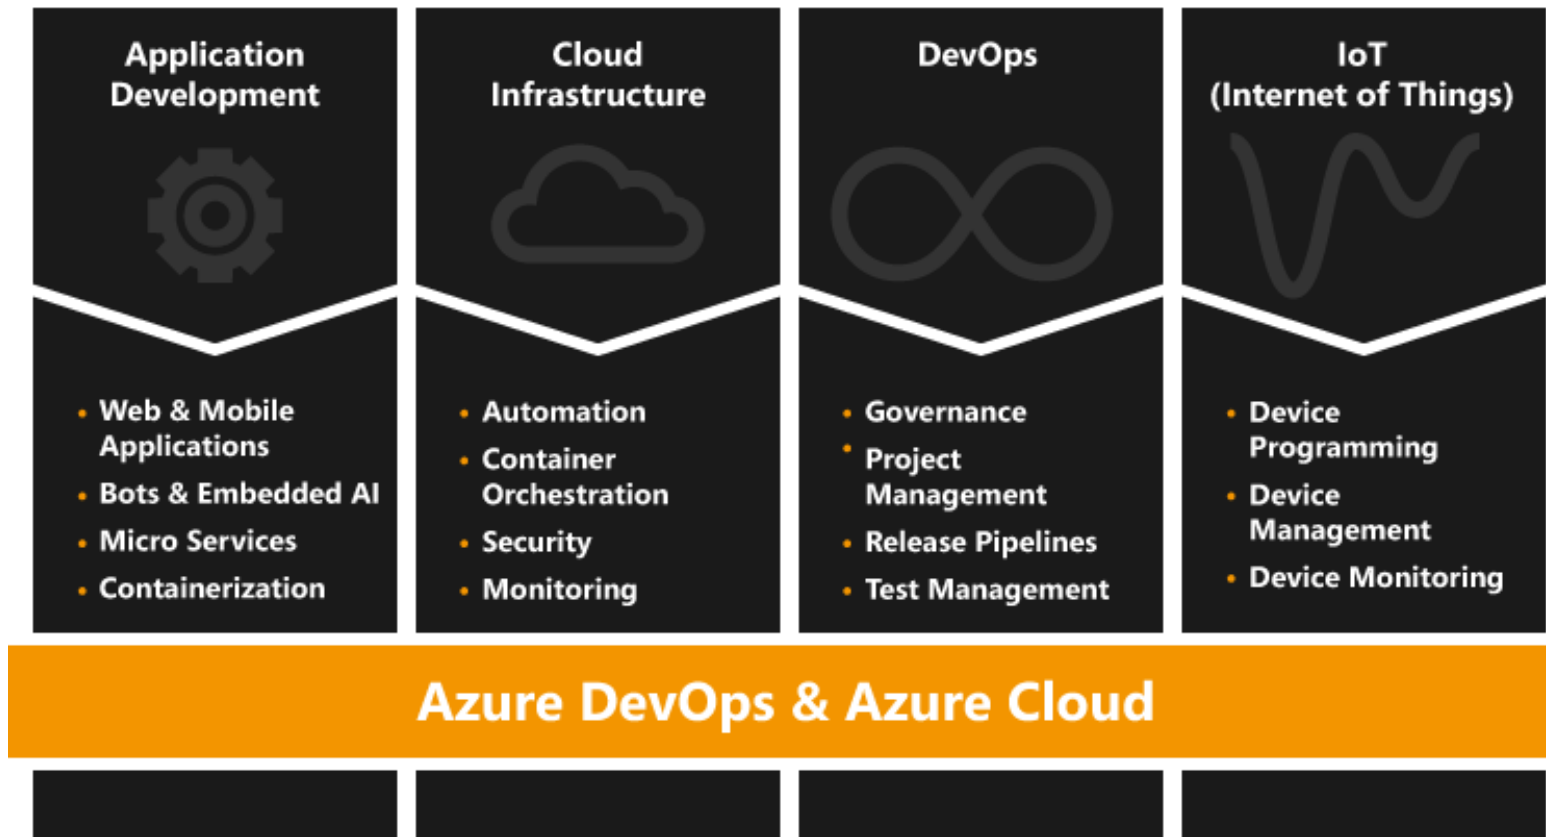 Application
Development
Cloud
Infrastructure
DevOps
IoT
(Internet of Things)
• Web & Mobile
Applications
• Bots & Embedded AI
• Micro Services
• Containerization
• Automation
• Container
Orchestration
• Security
• Monitoring
• Governance
• Project
Management
• Release Pipelines
• Test Management
• Device
Programming
• Device
Management
• Device Monitoring
Azure DevOps & Azure Cloud